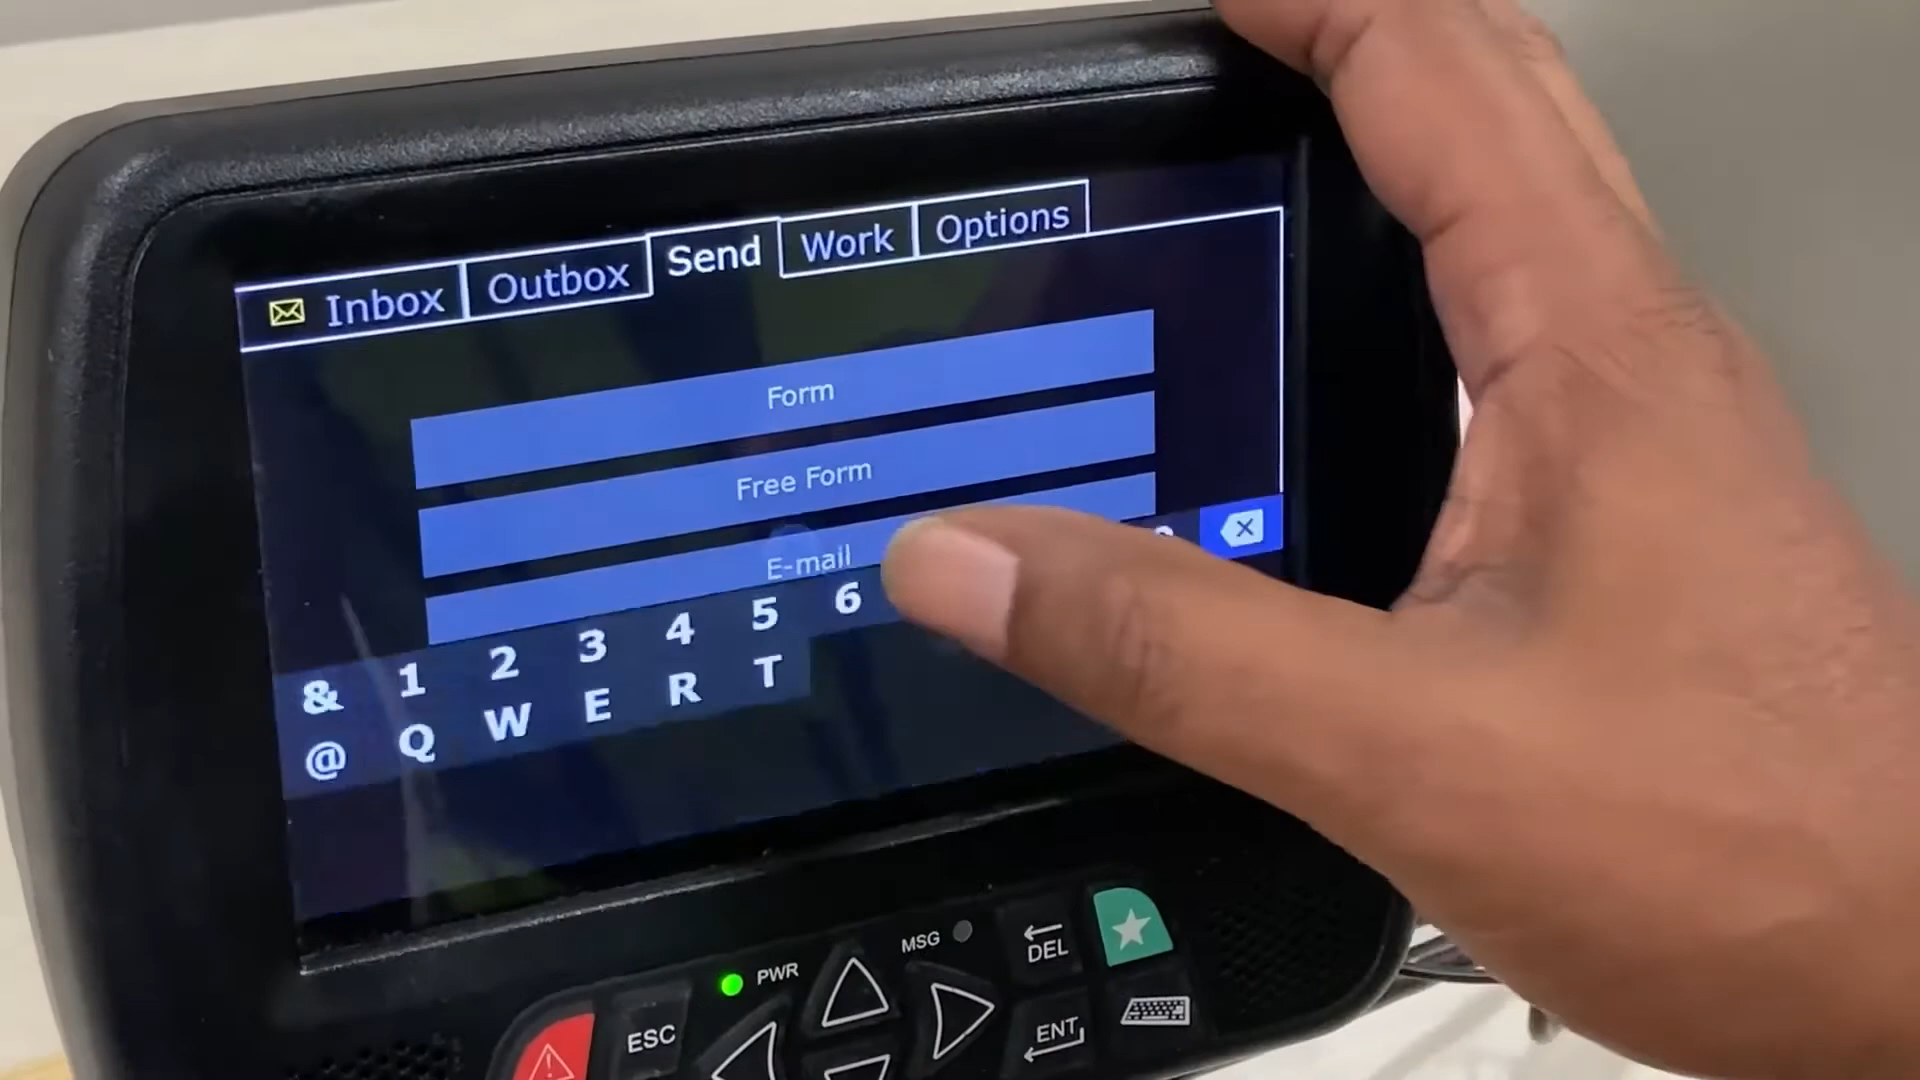 Inbox Outbox Send Work Options
Form
Free Form
E-mail
& 1 2 3 4 5 6
@ Q W E R T
MSG
DEL
PWR
ESC
ENT